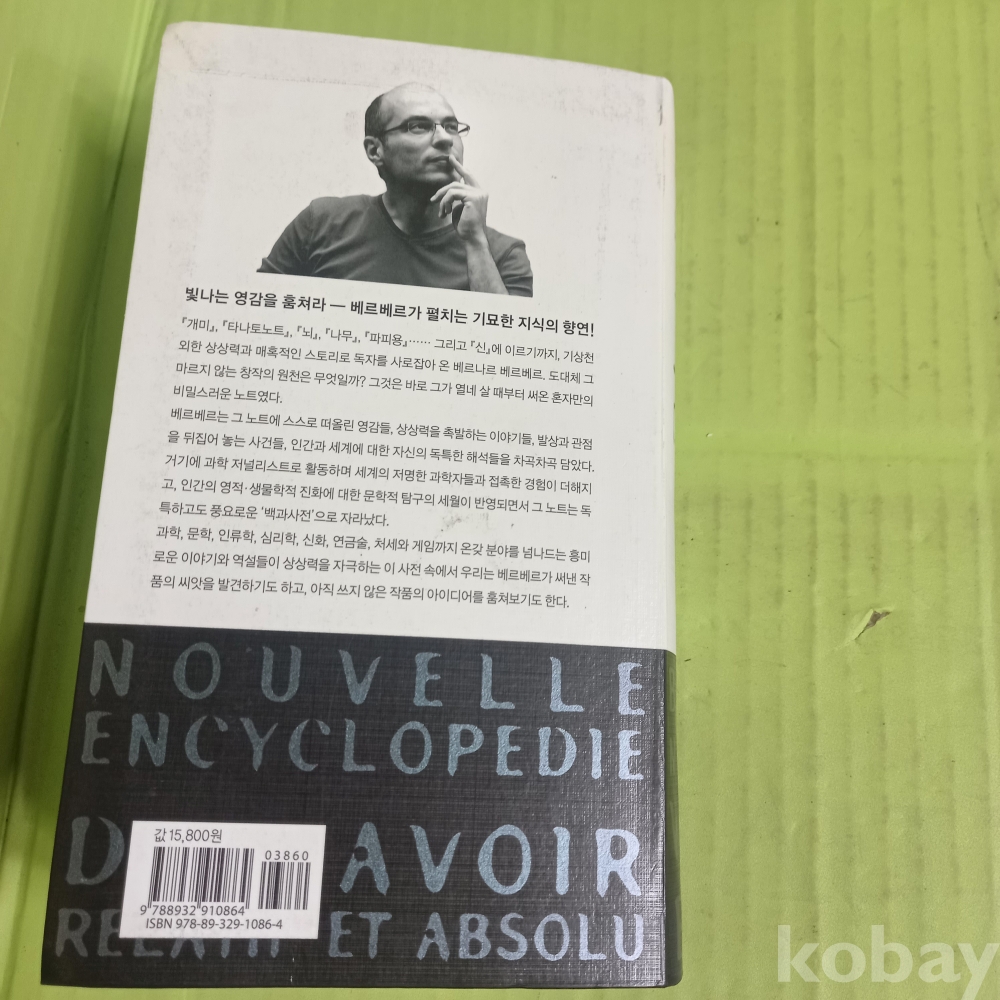 빛나는 영감을 훔쳐라 — 베르베르가 펼치는 기묘한 지식의 향연!
『개미』, 『타나토노트』, 『뇌』, 『나무』, 『파피용』…… 그리고 『신』에 이르기까지, 기상천
외한 상상력과 매혹적인 스토리로 독자를 사로잡아 온 베르나르 베르베르. 도대체 그
마르지 않는 창작의 원천은 무엇일까? 그것은 바로 그가 열네 살 때부터 써온 혼자만의
비밀스러운 노트였다.
베르베르는 그 노트에 스스로 떠올린 영감들, 상상력을 촉발하는 이야기들, 발상과 관점
을 뒤집어 놓는 사건들, 인간과 세계에 대한 자신의 독특한 해석들을 차곡차곡 담았다.
거기에 과학 저널리스트로 활동하며 세계의 저명한 과학자들과 접촉한 경험이 더해지
고, 인간의 영적·생물학적 진화에 대한 문학적 탐구의 세월이 반영되면서 그 노트는 독
특하고도 풍요로운 ‘백과사전’으로 자라났다.
과학, 문학, 인류학, 심리학, 신화, 연금술, 처세와 게임까지 온갖 분야를 넘나드는 흥미
로운 이야기와 역설들이 상상력을 자극하는 이 사전 속에서 우리는 베르베르가 써낸 작
품의 씨앗을 발견하기도 하고, 아직 쓰지 않은 작품의 아이디어를 훔쳐보기도 한다.
NOUVELLE
ENCYCLOPEDIE
D AVOIR
RELATIF ET ABSOLU
값 15,800원
03860
9 788932 910864
ISBN 978-89-329-1086-4
kobay